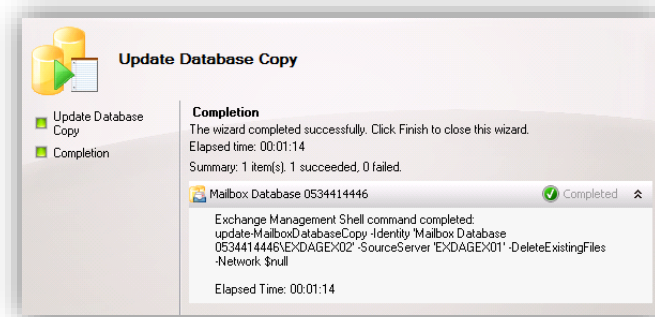 Update Database Copy
Update Database
Copy
Completion
Completion
The wizard completed successfully. Click Finish to close this wizard.
Elapsed time: 00:01:14
Summary: 1 item(s). 1 succeeded, 0 failed.
Mailbox Database 0534414446 Completed
Exchange Management Shell command completed:
update-MailboxDatabaseCopy -Identity 'Mailbox Database
0534414446\EXDAGEX02' -SourceServer 'EXDAGEX01' -DeleteExistingFiles
-Network $null
Elapsed Time: 00:01:14